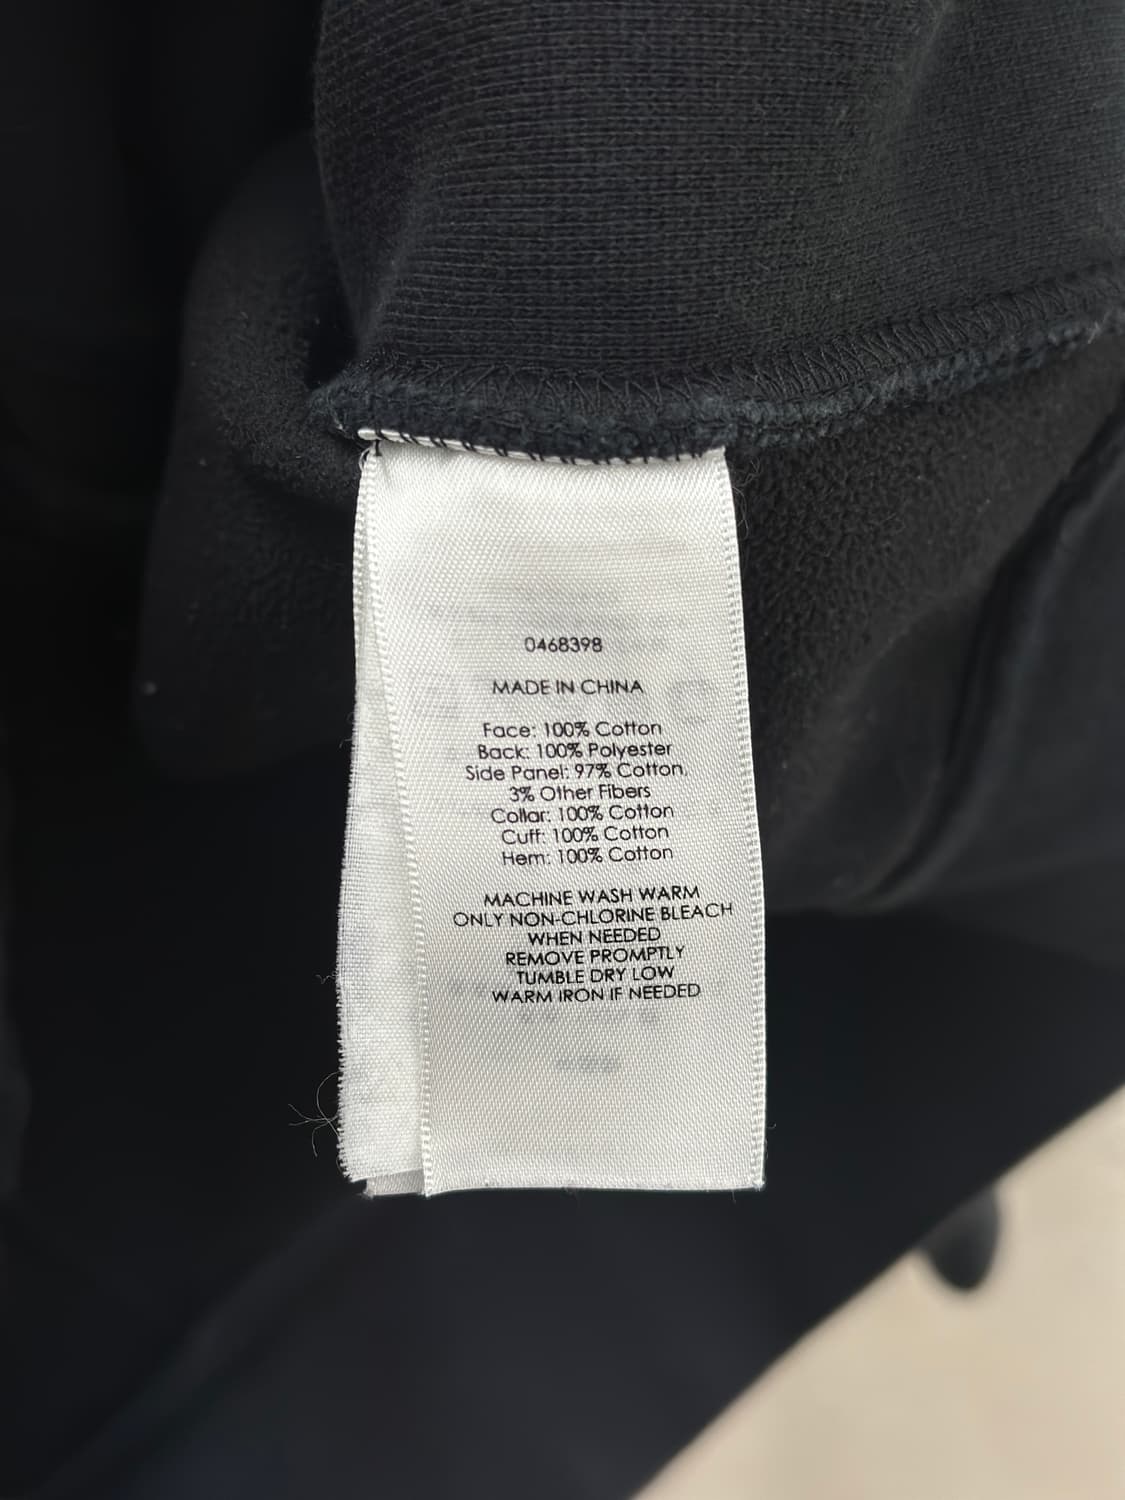 0468398
MADE IN CHINA
Face: 100% Cotton
Back: 100% Polyester
Side Panel: 97% Cotton,
3% Other Fibers
Collar: 100% Cotton
Cuff: 100% Cotton
Hem: 100% Cotton
MACHINE WASH WARM
ONLY NON-CHLORINE BLEACH
WHEN NEEDED
REMOVE PROMPTLY
TUMBLE DRY LOW
WARM IRON IF NEEDED